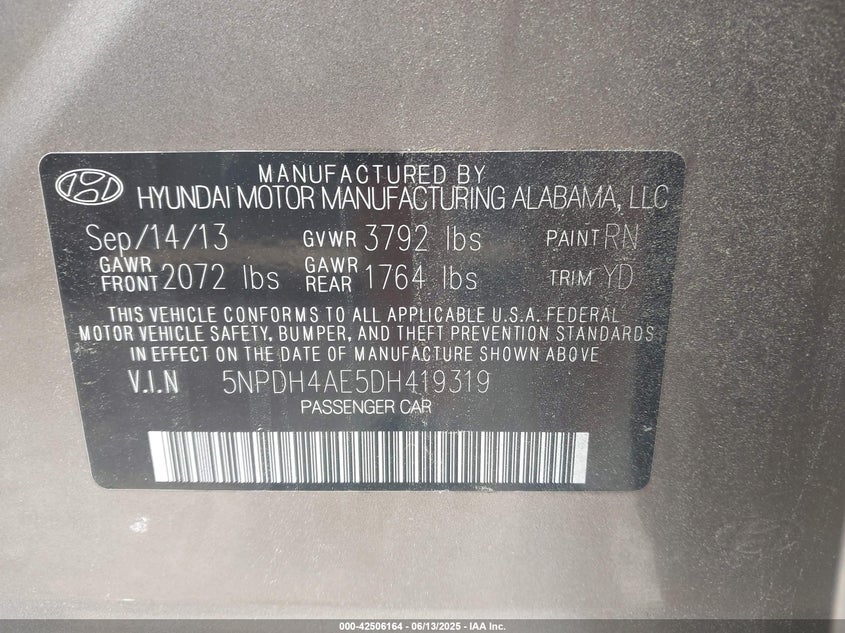 MANUFACTURED BY
HYUNDAI MOTOR MANUFACTURING ALABAMA, LLC
Sep/14/13 GVWR 3792 lbs PAINT RN
GAWR FRONT 2072 lbs GAWR REAR 1764 lbs TRIM YD
THIS VEHICLE CONFORMS TO ALL APPLICABLE U.S.A. FEDERAL
MOTOR VEHICLE SAFETY, BUMPER, AND THEFT PREVENTION STANDARDS
IN EFFECT ON THE DATE OF MANUFACTURE SHOWN ABOVE
V.I.N 5NPDH4AE5DH419319
PASSENGER CAR
000-42506164 - 06/13/2025 - IAA Inc.